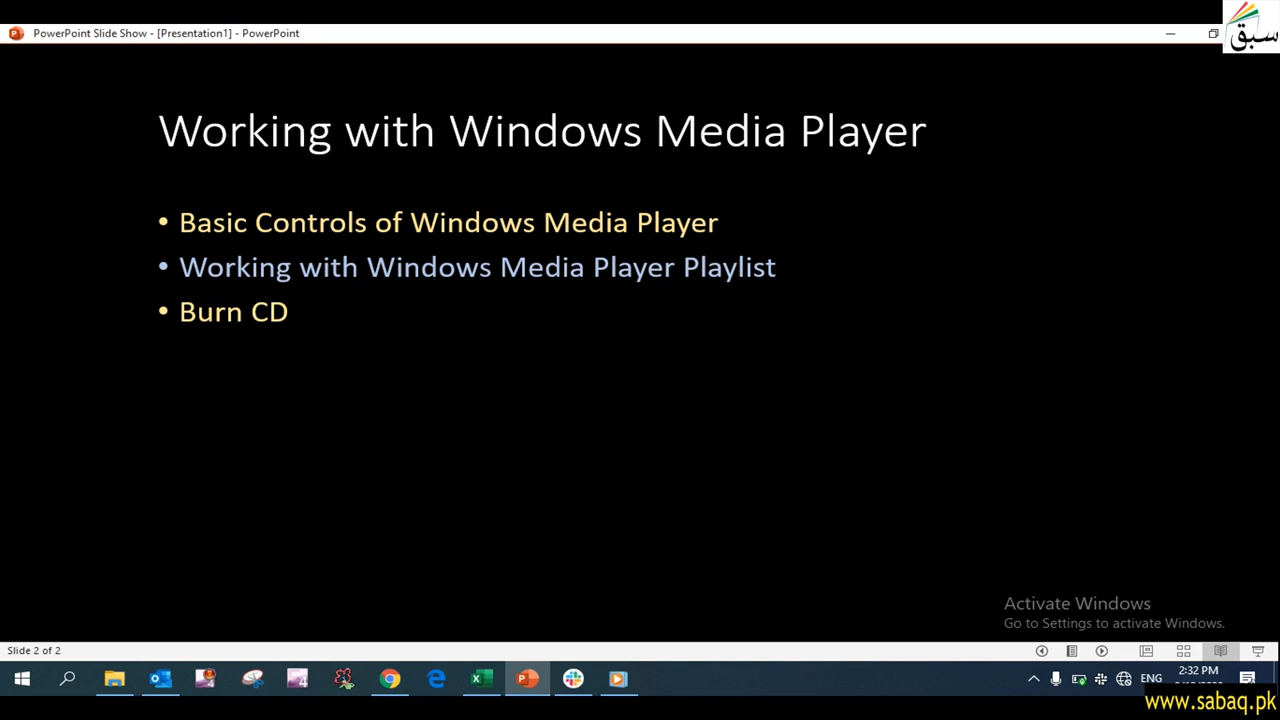 PowerPoint Slide Show - [Presentation1] - PowerPoint
سبق
Working with Windows Media Player
• Basic Controls of Windows Media Player
• Working with Windows Media Player Playlist
• Burn CD
Activate Windows
Go to Settings to activate Windows.
Slide 2 of 2
ENG
2:32 PM
www.sabaq.pk